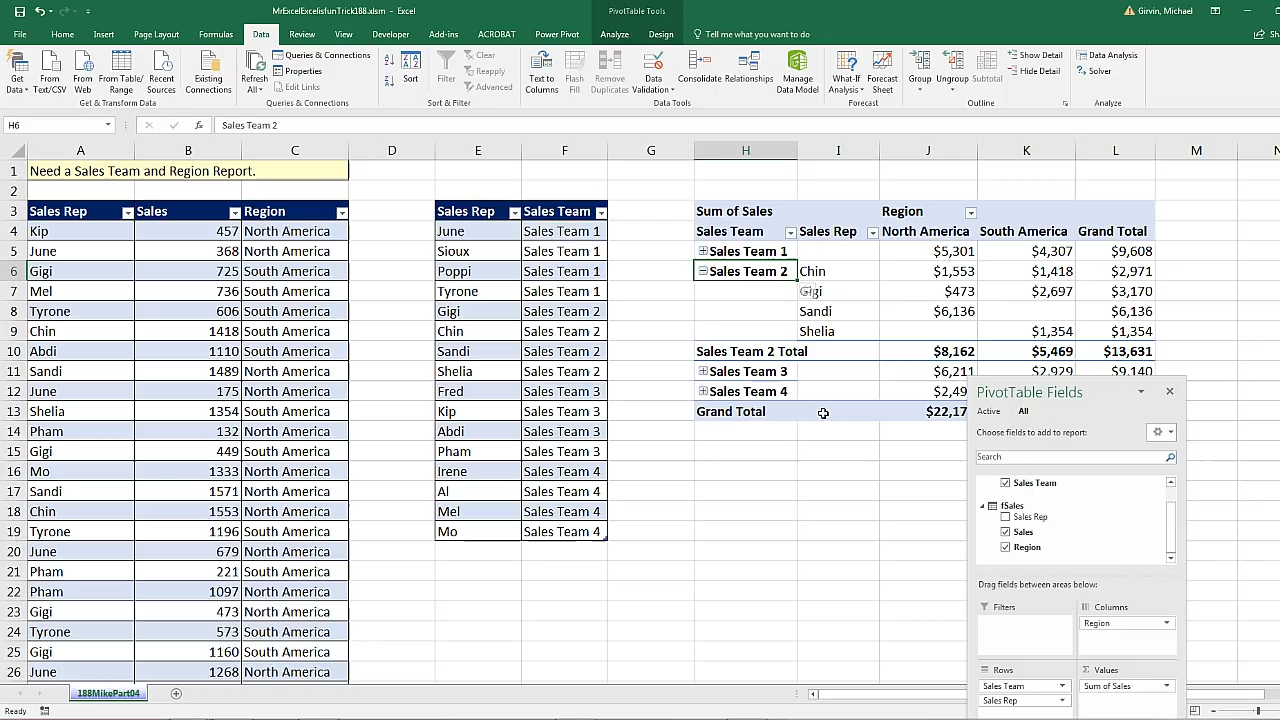 MrExcelExcelisfunTrick188.xlsm - Excel
PivotTable Tools
Girvin, Michael
File Home Insert Page Layout Formulas Data Review View Developer Add-ins ACROBAT Power Pivot Analyze Design Tell me what you want to do
Get Data From Text/CSV From Web From Table/Range Recent Sources Existing Connections
Get & Transform Data
Refresh All Queries & Connections Properties Edit Links
Queries & Connections
Sort Filter Clear Reapply Advanced
Sort & Filter
Text to Columns Flash Fill Remove Duplicates Data Validation Consolidate Relationships Manage Data Model
Data Tools
What-If Analysis Forecast Sheet
Forecast
Group Ungroup Subtotal Show Detail Hide Detail
Outline
Data Analysis Solver
Analyze
H6 fx Sales Team 2
A B C D E F G H I J K L M N
1 Need a Sales Team and Region Report.
2
3 Sales Rep Sales Region Sales Rep Sales Team Sum of Sales Region
4 Kip 457 North America June Sales Team 1 Sales Team Sales Rep North America South America Grand Total
5 June 368 North America Sioux Sales Team 1 Sales Team 1 $5,301 $4,307 $9,608
6 Gigi 725 South America Poppi Sales Team 1 Sales Team 2 Chin $1,553 $1,418 $2,971
7 Mel 736 South America Tyrone Sales Team 1 Gigi $473 $2,697 $3,170
8 Tyrone 606 South America Gigi Sales Team 2 Sandi $6,136 $6,136
9 Chin 1418 South America Chin Sales Team 2 Shelia $1,354 $1,354
10 Abdi 1110 South America Sandi Sales Team 2 Sales Team 2 Total $8,162 $5,469 $13,631
11 Sandi 1489 North America Shelia Sales Team 2 Sales Team 3 $6,211 $2,929 $9,140
12 June 175 North America Fred Sales Team 3 Sales Team 4 $2,49
13 Shelia 1354 South America Kip Sales Team 3 Grand Total $22,17
14 Pham 132 North America Abdi Sales Team 3
15 Gigi 449 South America Pham Sales Team 3
16 Mo 1333 North America Irene Sales Team 4
17 Sandi 1571 North America Al Sales Team 4
18 Chin 1553 North America Mel Sales Team 4
19 Tyrone 1196 South America Mo Sales Team 4
20 June 679 North America
21 Pham 221 South America
22 Pham 1097 North America
23 Gigi 473 North America
24 Tyrone 573 South America
25 Gigi 1160 South America
26 June 1268 North America
PivotTable Fields
Active All
Choose fields to add to report:
Search
Sales Team
fSales
Sales Rep
Sales
Region
Drag fields between areas below:
Filters Columns
Region
Rows Σ Values
Sales Team Sum of Sales
Sales Rep
188MikePart04
Ready